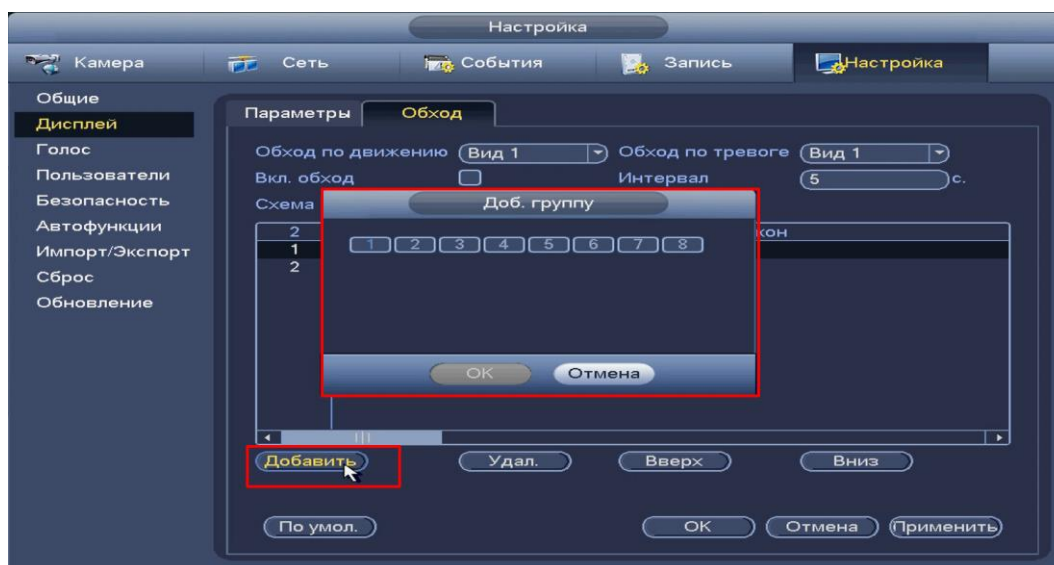 Настройка
Камера Сеть События Запись Настройка
Общие
Дисплей
Голос
Пользователи
Безопасность
Автофункции
Импорт/Экспорт
Сброс
Обновление
Параметры Обход
Обход по движению Вид 1 Обход по тревоге Вид 1
Вкл. обход Интервал 5 с.
Схема
Доб. группу
2 кон
1
2
1 2 3 4 5 6 7 8
OK Отмена
Добавить Удал. Вверх Вниз
По умол. OK Отмена Применить